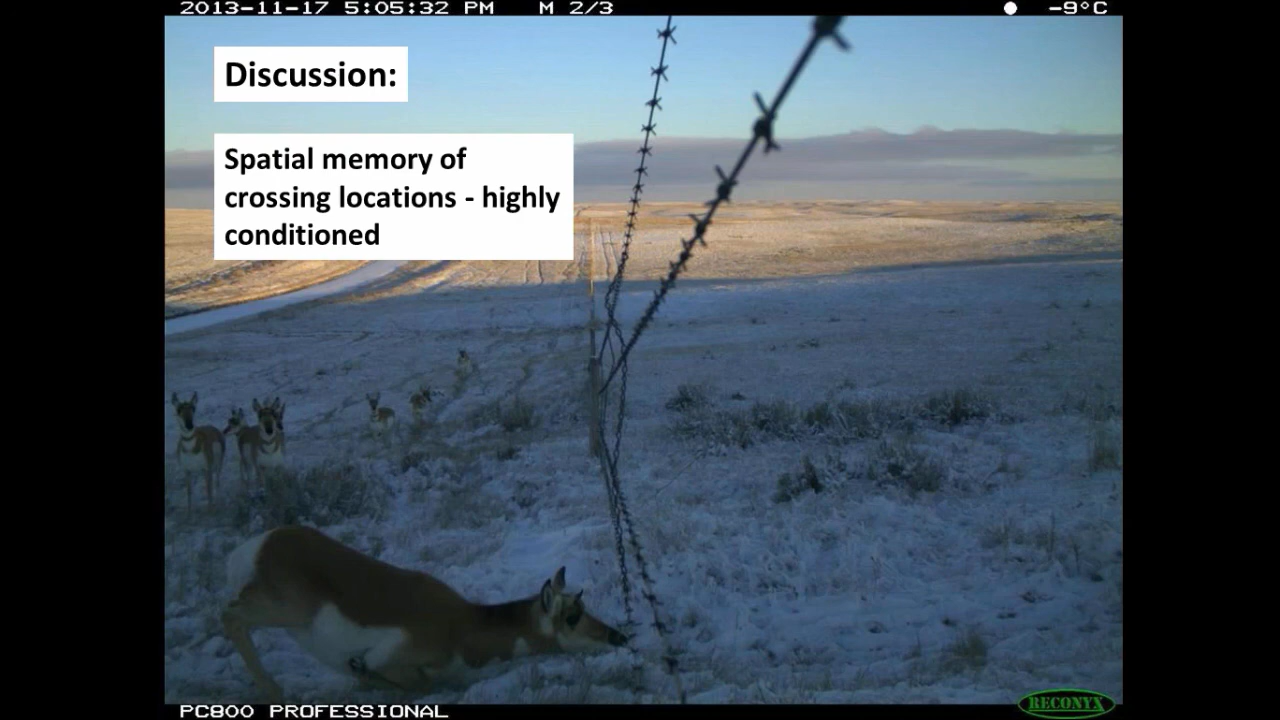 2013-11-17 5:05:32 PM M 2/3 -9°C
Discussion:
Spatial memory of
crossing locations - highly
conditioned
PC800 PROFESSIONAL
RECONYX